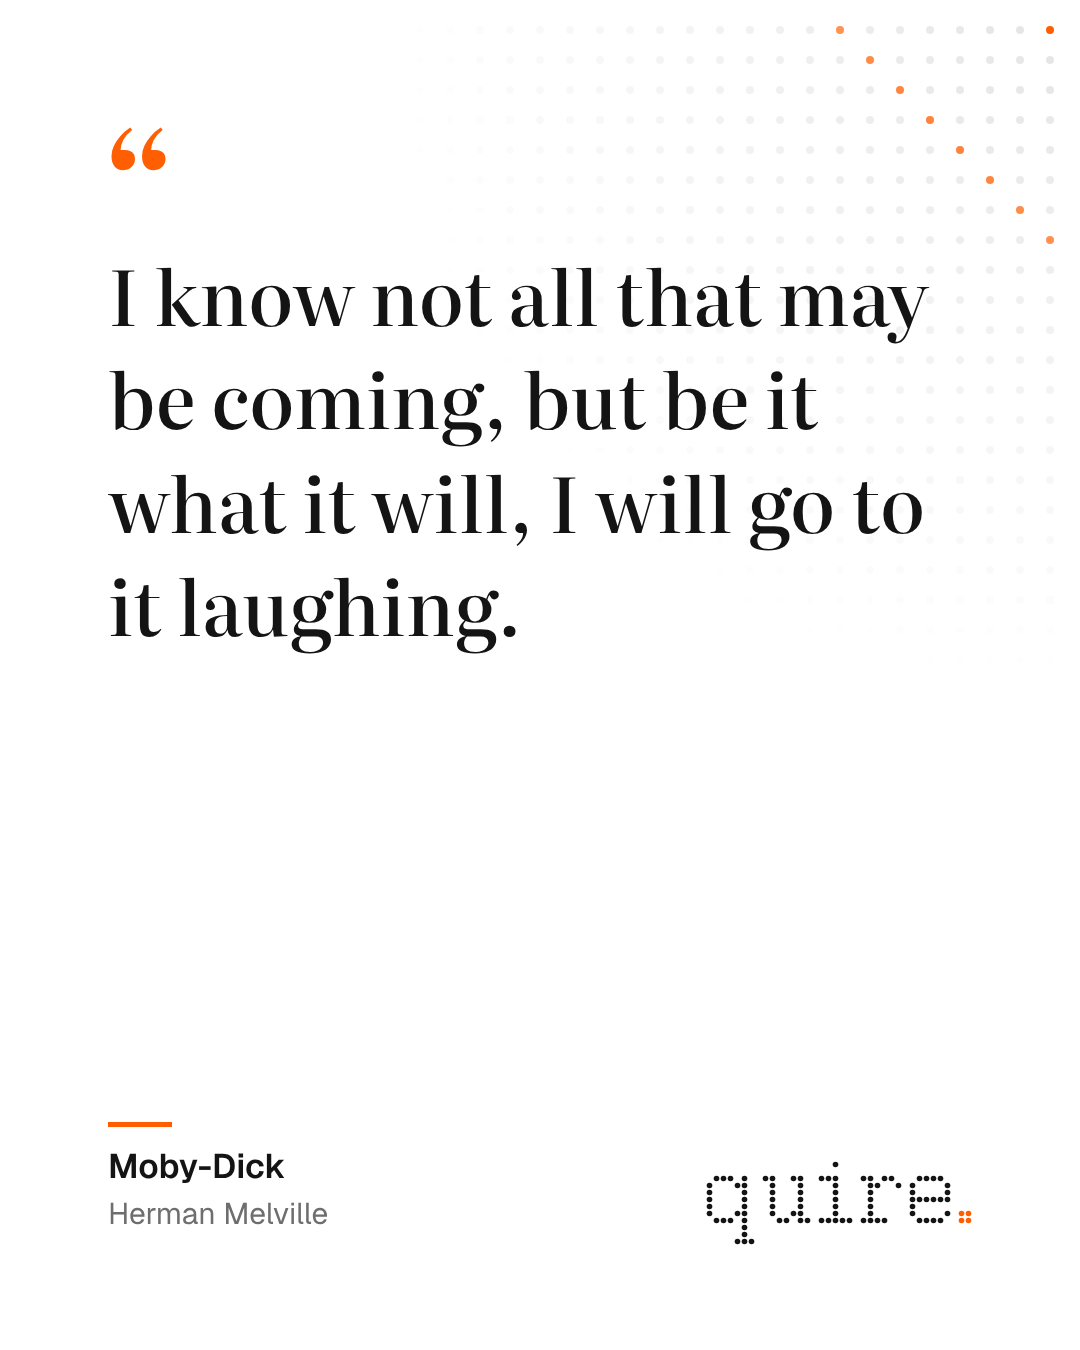 “
I know not all that may
be coming, but be it
what it will, I will go to
it laughing.
Moby-Dick
Herman Melville
quire.